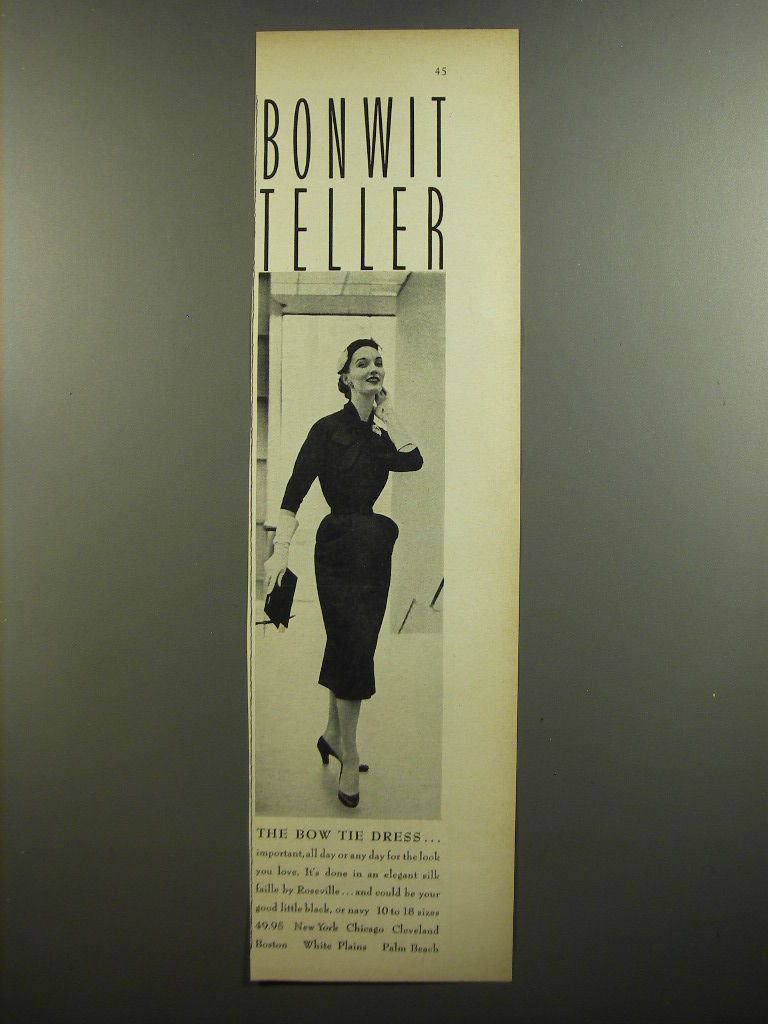 45
BONWIT
TELLER
THE BOW TIE DRESS...
important, all day or any day for the look
you love. It's done in an elegant silk
faille by Roseville...and could be your
good little black, or navy 10 to 18 sizes
49.95 New York Chicago Cleveland
Boston White Plains Palm Beach